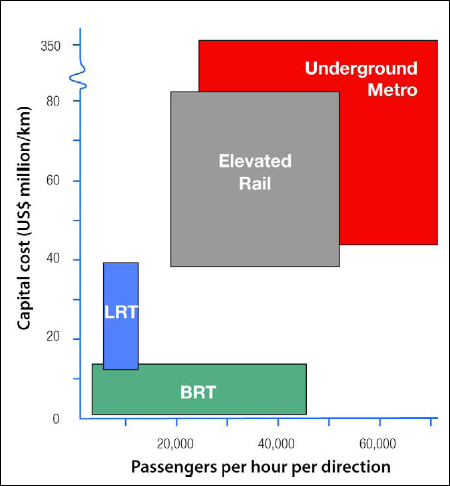 350
80
60
40
20
0
Capital cost (US$ million/km)
Underground
Metro
Elevated
Rail
LRT
BRT
20,000
40,000
60,000
Passengers per hour per direction